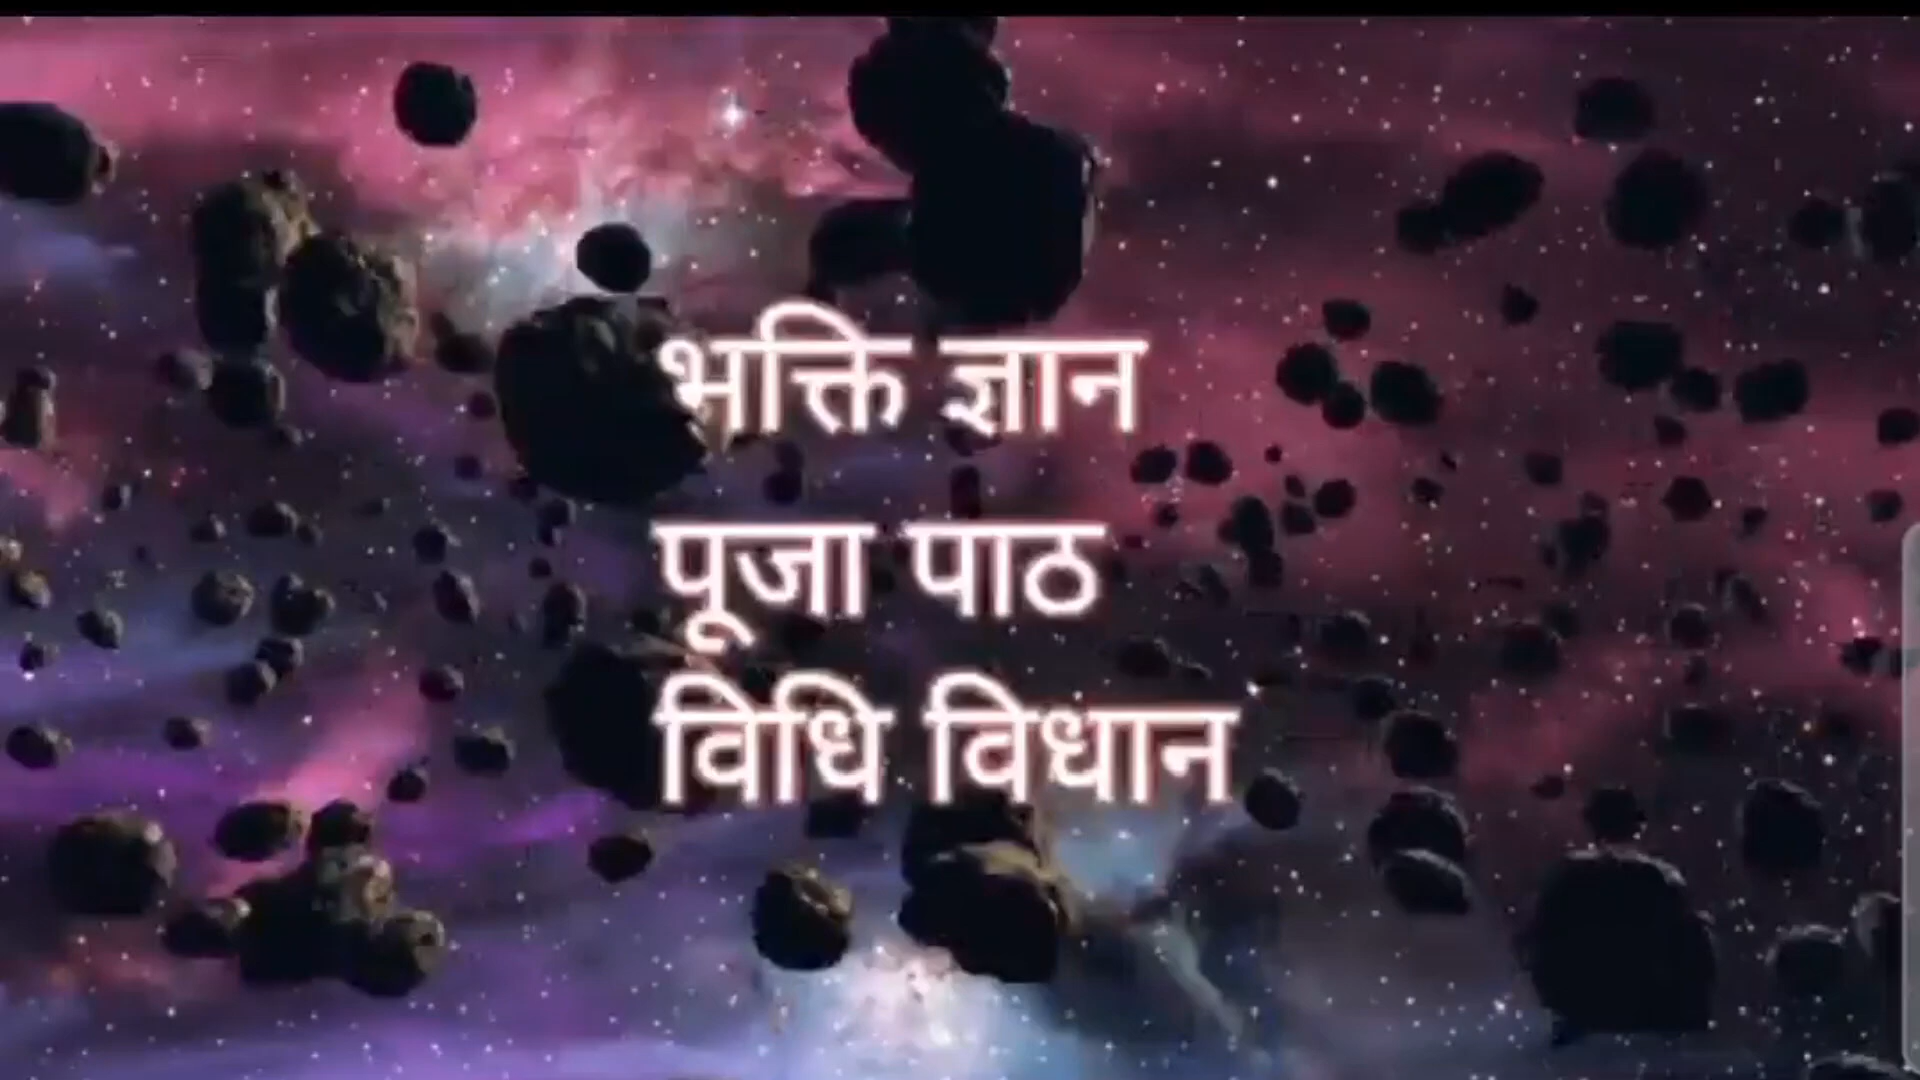 भक्ति ज्ञान
पूजा पाठ
विधि विधान